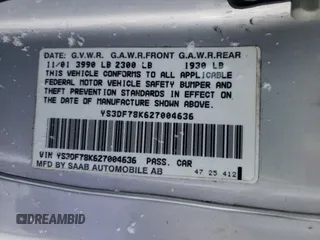 DATE: G.V.W.R. G.A.W.R.FRONT G.A.W.R.REAR
11/01 3990 LB 2300 LB 1930 LB
THIS VEHICLE CONFORMS TO ALL APPLICABLE
FEDERAL MOTOR VEHICLE SAFETY BUMPER AND
THEFT PREVENTION STANDARDS IN EFFECT ON THE
DATE OF MANUFACTURE SHOWN ABOVE.
YS3DF78K627004636
VIN YS3DF78K627004636 PASS. CAR
MFD BY SAAB AUTOMOBILE AB 47 25 412
STREAMDID.COM